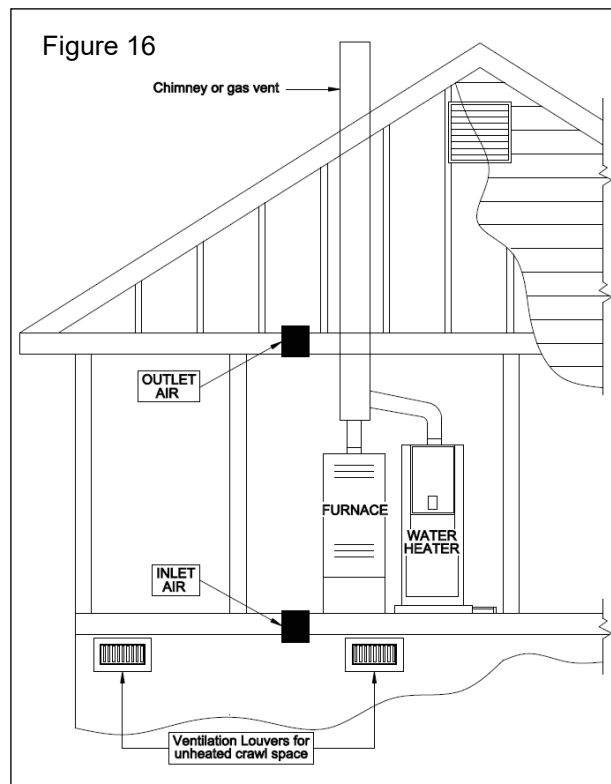 Figure 16
Chimney or gas vent
OUTLET
AIR
FURNACE
WATER
HEATER
INLET
AIR
Ventilation Louvers for
unheated crawl space